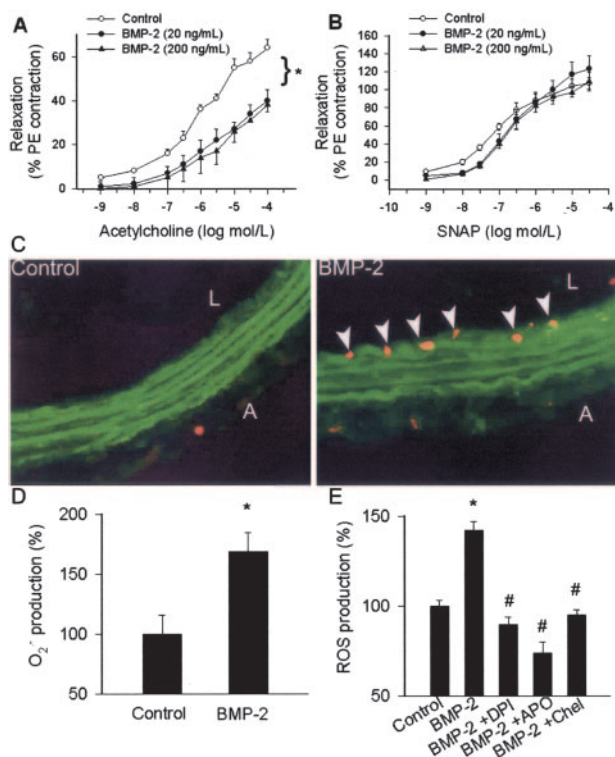 A
Control
BMP-2 (20 ng/mL)
BMP-2 (200 ng/mL)
60
40
20
0
Relaxation
(% PE contraction)
*
-9
-8
-7
-6
-5
-4
Acetylcholine (log mol/L)
B
Control
BMP-2 (20 ng/mL)
BMP-2 (200 ng/mL)
160
140
120
100
80
60
40
20
0
Relaxation
(% PE contraction)
-10
-9
-8
-7
-6
-5
-4
SNAP (log mol/L)
C
Control
L
A
BMP-2
L
A
D
200
150
100
50
O₂⁻ production (%)
*
Control
BMP-2
E
150
100
50
ROS production (%)
*
#
#
#
Control
BMP-2
BMP-2 +DPI
BMP-2 +APO
BMP-2 +Chel